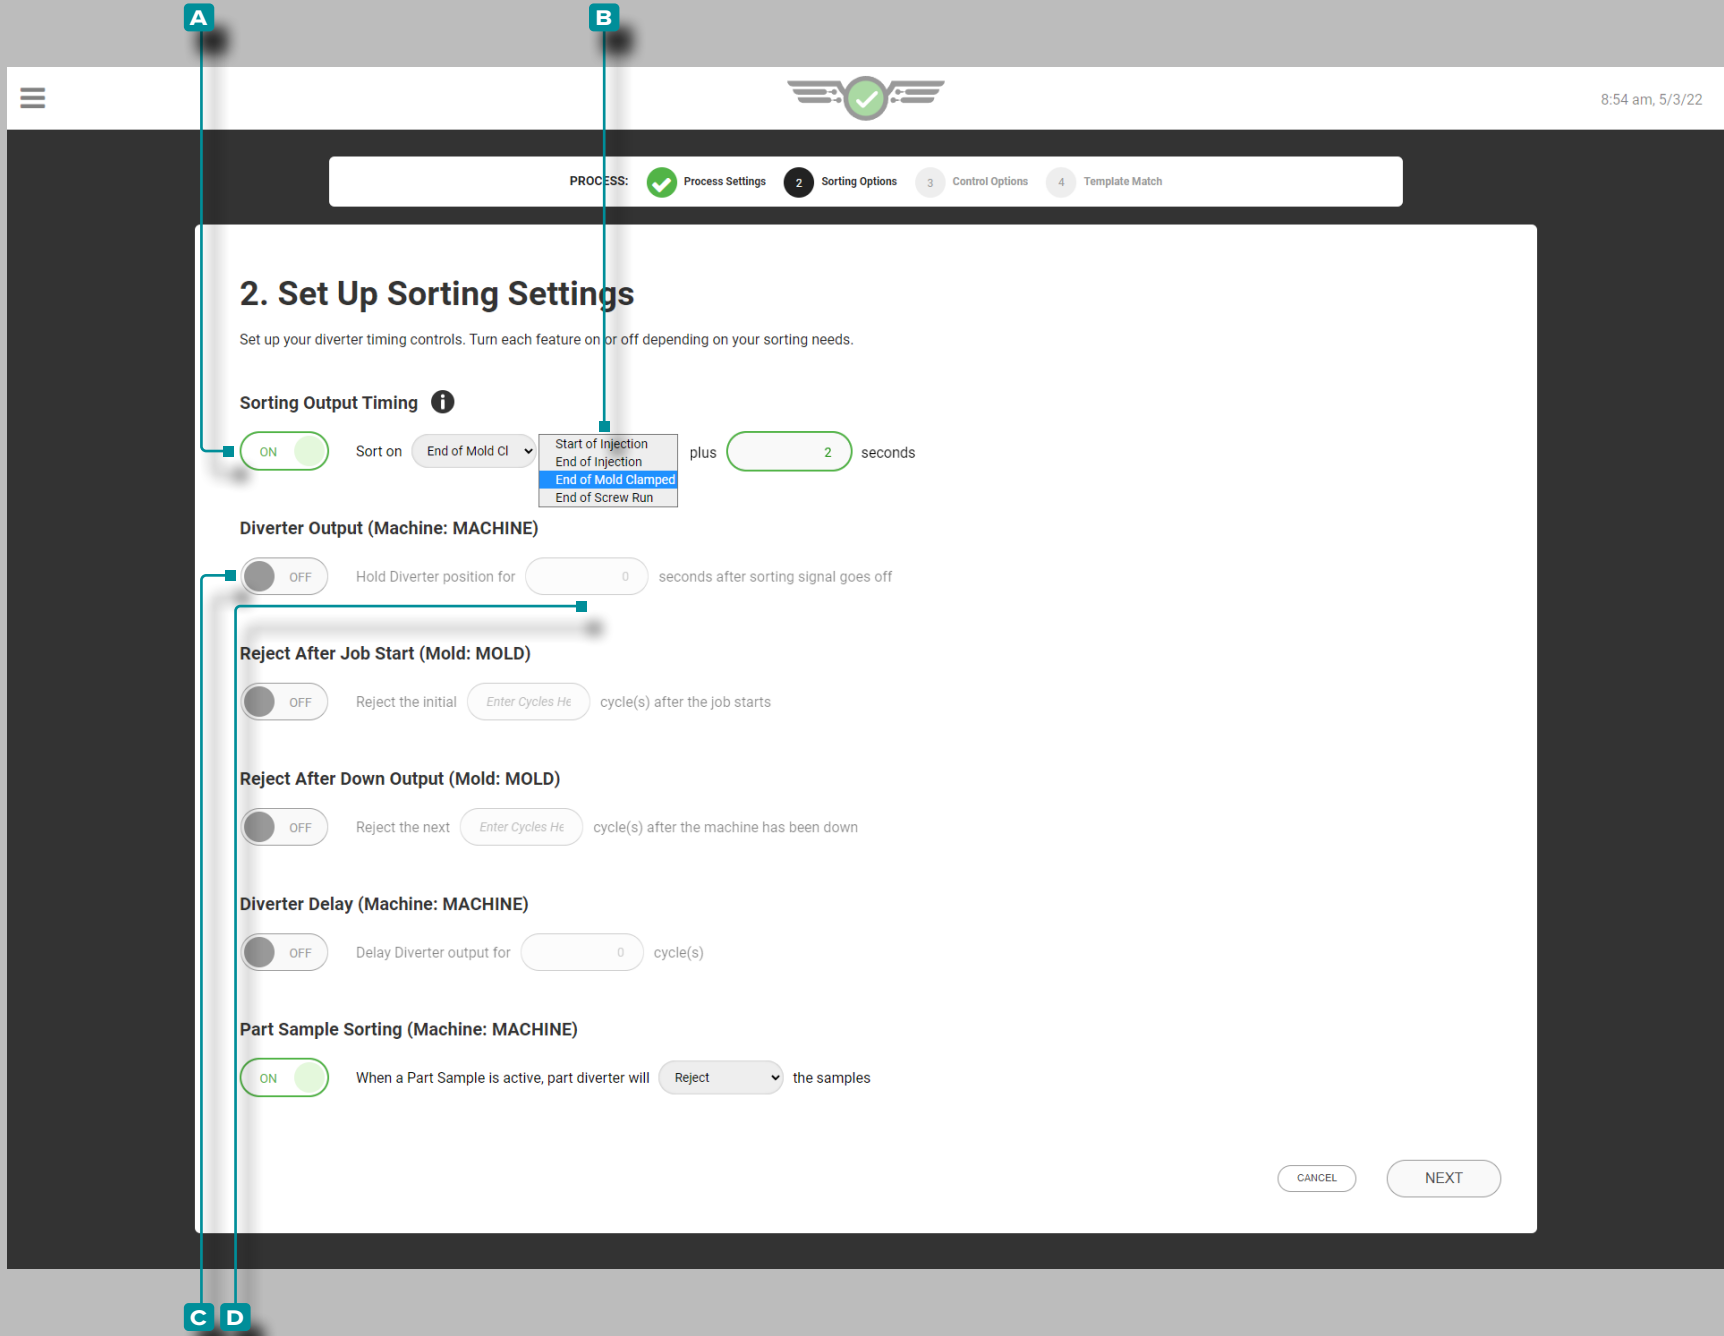 A
B
8:54 am, 5/3/22
PROCESS: Process Settings 2 Sorting Options 3 Control Options 4 Template Match
2. Set Up Sorting Settings
Set up your diverter timing controls. Turn each feature on or off depending on your sorting needs.
Sorting Output Timing i
ON Sort on End of Mold Cl plus 2 seconds
Start of Injection
End of Injection
End of Mold Clamped
End of Screw Run
Diverter Output (Machine: MACHINE)
OFF Hold Diverter position for 0 seconds after sorting signal goes off
Reject After Job Start (Mold: MOLD)
OFF Reject the initial Enter Cycles He cycle(s) after the job starts
Reject After Down Output (Mold: MOLD)
OFF Reject the next Enter Cycles He cycle(s) after the machine has been down
Diverter Delay (Machine: MACHINE)
OFF Delay Diverter output for 0 cycle(s)
Part Sample Sorting (Machine: MACHINE)
ON When a Part Sample is active, part diverter will Reject the samples
CANCEL NEXT
C D